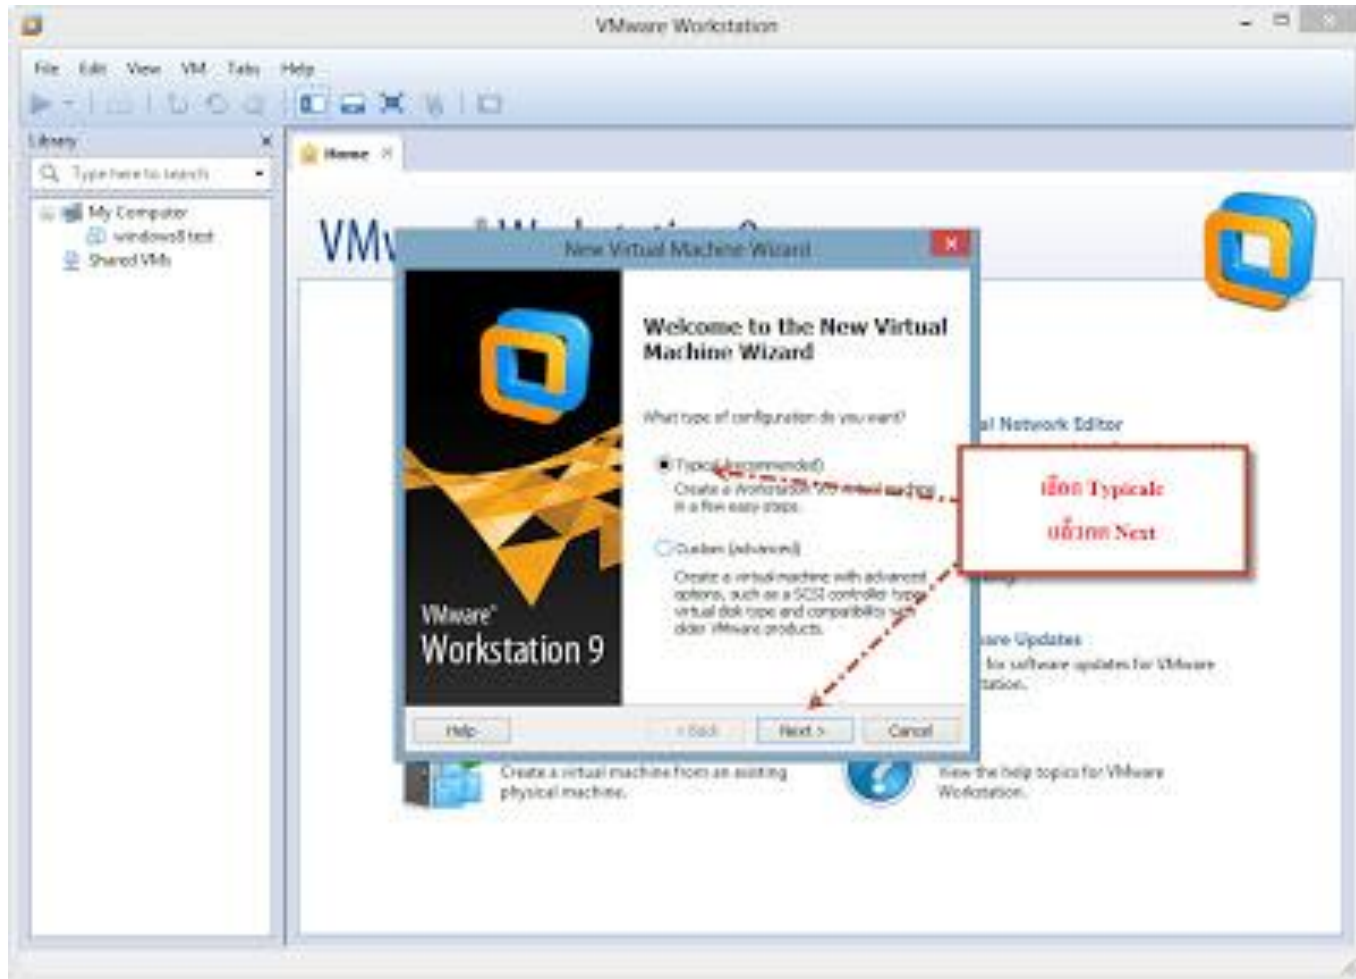 VMware Workstation
File Edit View VM Tabs Help
Library
Type here to search
My Computer
windows8 test
Shared VMs
Home
New Virtual Machine Wizard
Welcome to the New Virtual
Machine Wizard
What type of configuration do you want?
Typical (recommended)
Create a Workstation 9.0 virtual machine
in a few easy steps.
Custom (advanced)
Create a virtual machine with advanced
options, such as a SCSI controller type,
virtual disk type and compatibility with
older VMware products.
VMware®
Workstation 9
Help
< Back
Next >
Cancel
เลือก Typicalc
แล้วกด Next
al Network Editor
are Updates
for software updates for VMware
tation.
Create a virtual machine from an existing
physical machine.
View the help topics for VMware
Workstation.